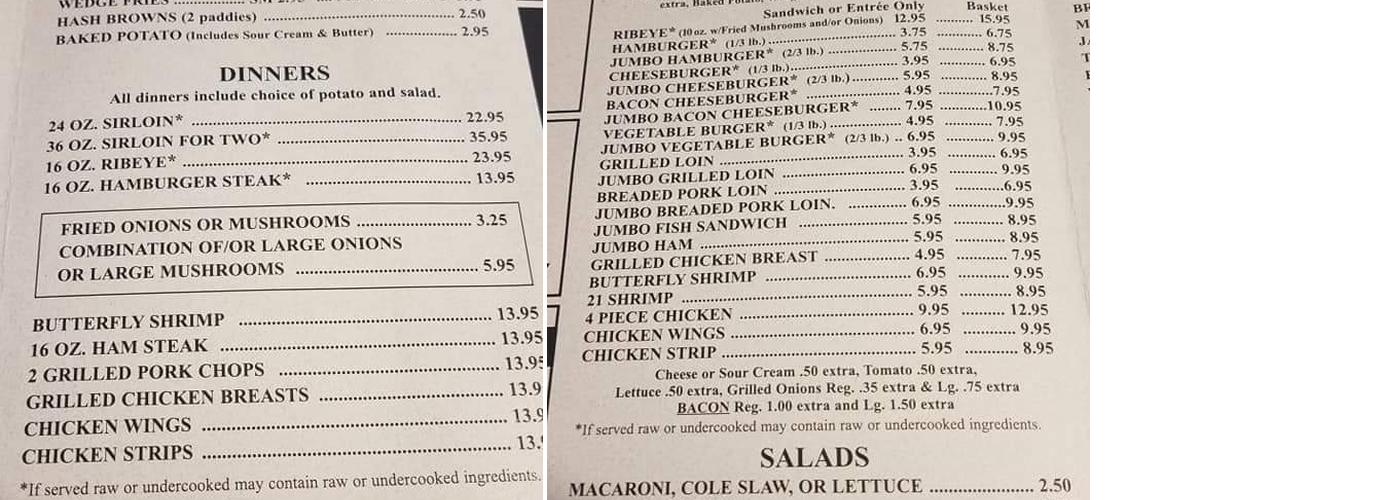 HASH BROWNS (2 paddies) 2.50
BAKED POTATO (Includes Sour Cream & Butter) 2.95
DINNERS
All dinners include choice of potato and salad.
24 OZ. SIRLOIN* 22.95
36 OZ. SIRLOIN FOR TWO* 35.95
16 OZ. RIBEYE* 23.95
16 OZ. HAMBURGER STEAK* 13.95
FRIED ONIONS OR MUSHROOMS 3.25
COMBINATION OF/OR LARGE ONIONS
OR LARGE MUSHROOMS 5.95
BUTTERFLY SHRIMP 13.95
16 OZ. HAM STEAK 13.95
2 GRILLED PORK CHOPS 13.95
GRILLED CHICKEN BREASTS 13.9
CHICKEN WINGS 13.9
CHICKEN STRIPS 13.
*If served raw or undercooked may contain raw or undercooked ingredients.
Sandwich or Entrée Only Basket
RIBEYE* (10 oz. w/Fried Mushrooms and/or Onions) 12.95 15.95
HAMBURGER* (1/3 lb.) 3.75 6.75
JUMBO HAMBURGER* (2/3 lb.) 5.75 8.75
CHEESEBURGER* (1/3 lb.) 3.95 6.95
JUMBO CHEESEBURGER* (2/3 lb.) 5.95 8.95
BACON CHEESEBURGER* 4.95 7.95
JUMBO BACON CHEESEBURGER* 7.95 10.95
VEGETABLE BURGER* (1/3 lb.) 4.95 7.95
JUMBO VEGETABLE BURGER* (2/3 lb.) 6.95 9.95
GRILLED LOIN 3.95 6.95
JUMBO GRILLED LOIN 6.95 9.95
BREADED PORK LOIN 3.95 6.95
JUMBO BREADED PORK LOIN. 6.95 9.95
JUMBO FISH SANDWICH 5.95 8.95
JUMBO HAM 5.95 8.95
GRILLED CHICKEN BREAST 4.95 7.95
BUTTERFLY SHRIMP 6.95 9.95
21 SHRIMP 5.95 8.95
4 PIECE CHICKEN 9.95 12.95
CHICKEN WINGS 6.95 9.95
CHICKEN STRIP 5.95 8.95
Cheese or Sour Cream .50 extra, Tomato .50 extra,
Lettuce .50 extra, Grilled Onions Reg. .35 extra & Lg. .75 extra
BACON Reg. 1.00 extra and Lg. 1.50 extra
*If served raw or undercooked may contain raw or undercooked ingredients.
SALADS
MACARONI, COLE SLAW, OR LETTUCE 2.50